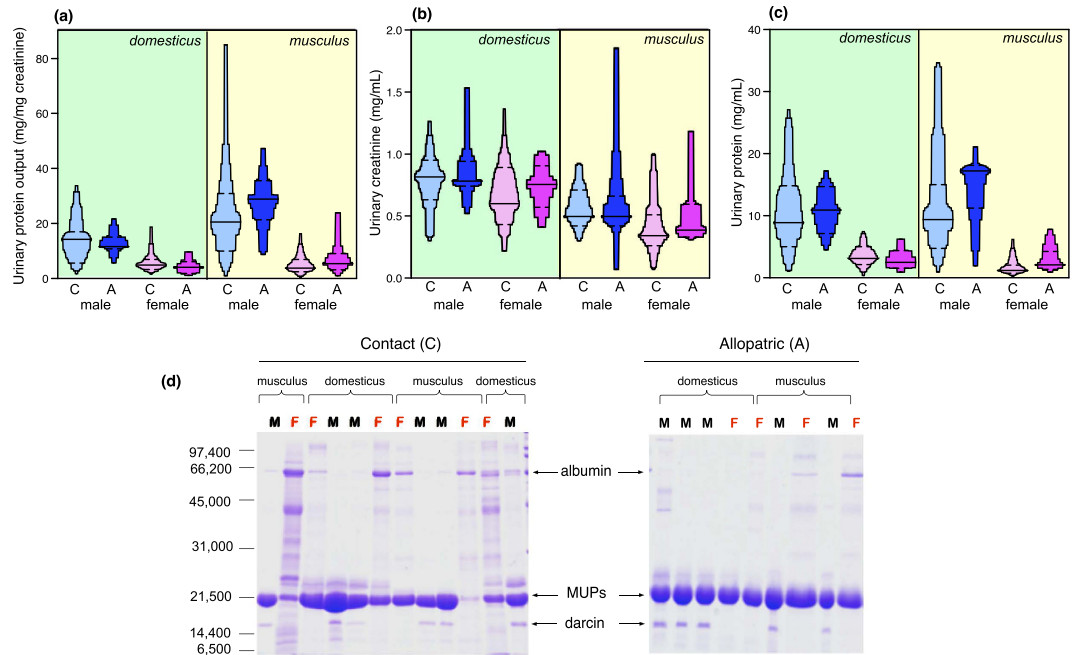 (a)
domesticus musculus
Urinary protein output (mg/mg creatinine)
80
60
40
20
0
C A C A C A C A
male female male female
(b)
domesticus musculus
Urinary creatinine (mg/mL)
2.0
1.0
0.5
0.0
C A C A C A C A
male female male female
(c)
domesticus musculus
Urinary protein (mg/mL)
40
30
20
10
0
C A C A C A C A
male female male female
Contact (C)
Allopatric (A)
(d)
musculus domesticus musculus domesticus
domesticus musculus
M F F M M F F M M F F M
M M M F F M F M F
97,400
66,200
45,000
31,000
21,500
14,400
6,500
albumin
MUPs
darcin